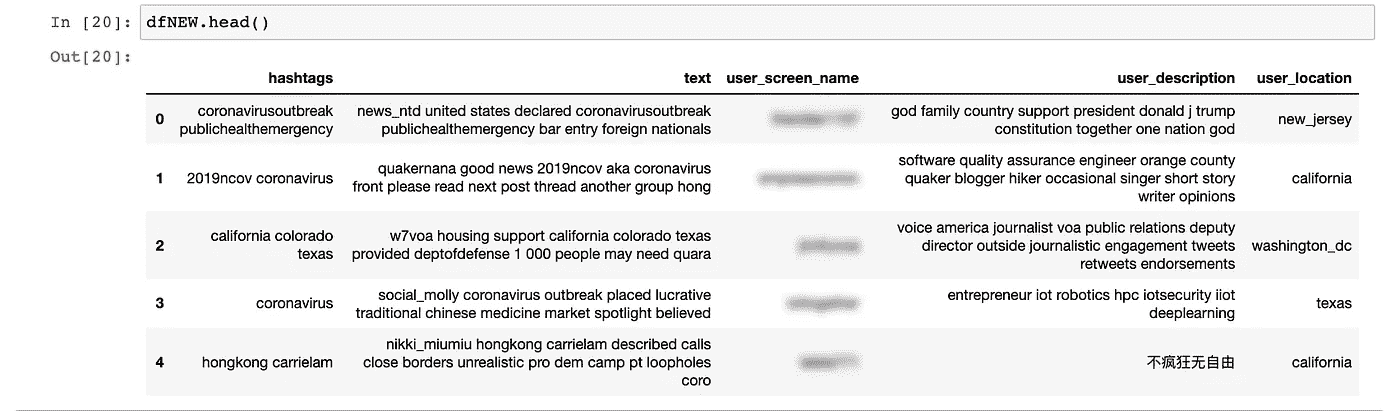 In [20]: dfNEW.head()
Out[20]:
hashtags text user_screen_name user_description user_location
0 coronavirusoutbreak publichealthemergency news_ntd united states declared coronavirusoutbreak publichealthemergency bar entry foreign nationals god family country support president donald j trump constitution together one nation god new_jersey
1 2019ncov coronavirus quakernana good news 2019ncov aka coronavirus front please read next post thread another group hong software quality assurance engineer orange county quaker blogger hiker occasional singer short story writer opinions california
2 california colorado texas w7voa housing support california colorado texas provided deptofdefense 1 000 people may need quara voice america journalist voa public relations deputy director outside journalistic engagement tweets retweets endorsements washington_dc
3 coronavirus social_molly coronavirus outbreak placed lucrative traditional chinese medicine market spotlight believed entrepreneur iot robotics hpc iotsecurity iiot deeplearning texas
4 hongkong carrielam nikki_miumiu hongkong carrielam described calls close borders unrealistic pro dem camp pt loopholes coro 不疯狂无自由 california